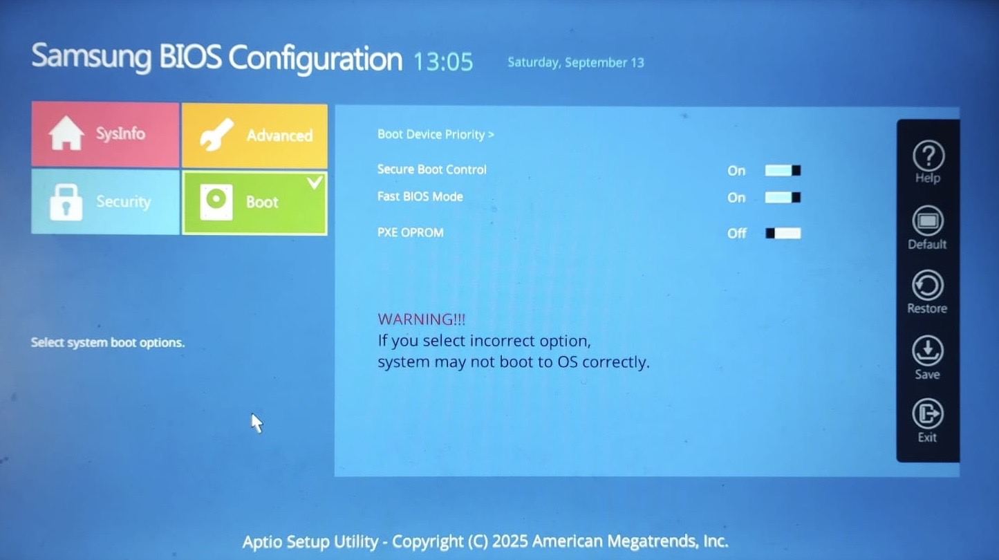 Samsung BIOS Configuration 13:05 Saturday, September 13
SysInfo
Advanced
Security
Boot
Select system boot options.
Boot Device Priority >
Secure Boot Control On
Fast BIOS Mode On
PXE OPROM Off
WARNING!!!
If you select incorrect option,
system may not boot to OS correctly.
Help
Default
Restore
Save
Exit
Aptio Setup Utility - Copyright (C) 2025 American Megatrends, Inc.